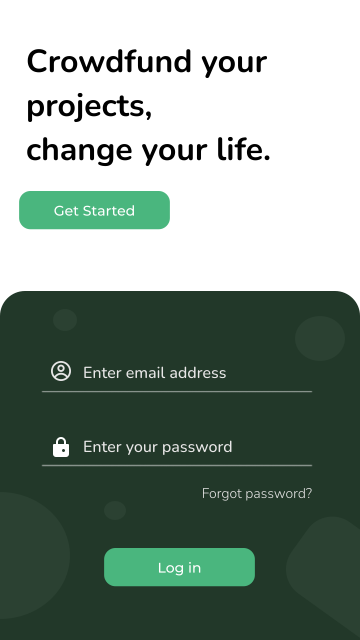 Crowdfund your
projects,
change your life.
Get Started
Enter email address
Enter your password
Forgot password?
Log in